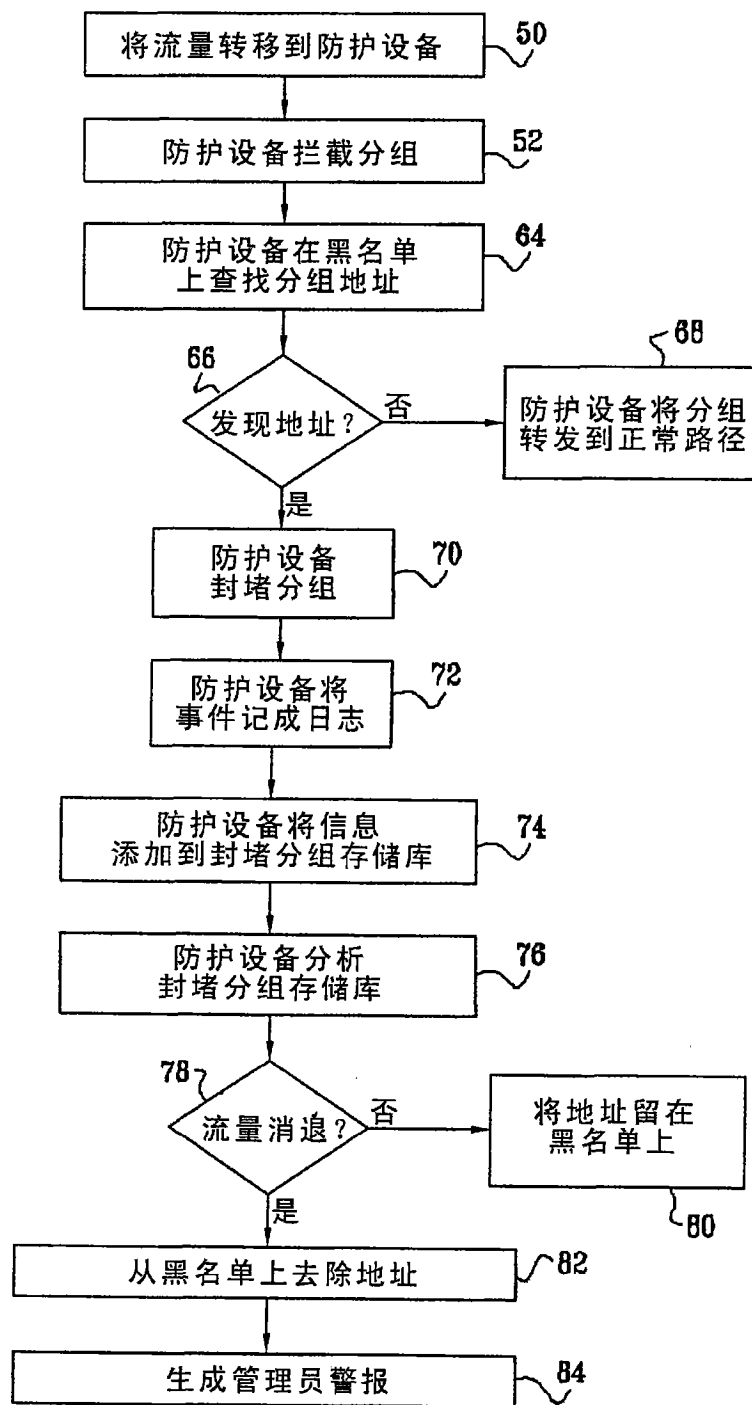 将流量转移到防护设备
50
防护设备拦截分组
52
防护设备在黑名单
上查找分组地址
64
66
发现地址？
否
68
防护设备将分组
转发到正常路径
是
防护设备
封堵分组
70
防护设备将
事件记成日志
72
防护设备将信息
添加到封堵分组存储库
74
防护设备分析
封堵分组存储库
76
78
流量消退？
否
将地址留在
黑名单上
80
是
从黑名单上去除地址
82
生成管理员警报
84